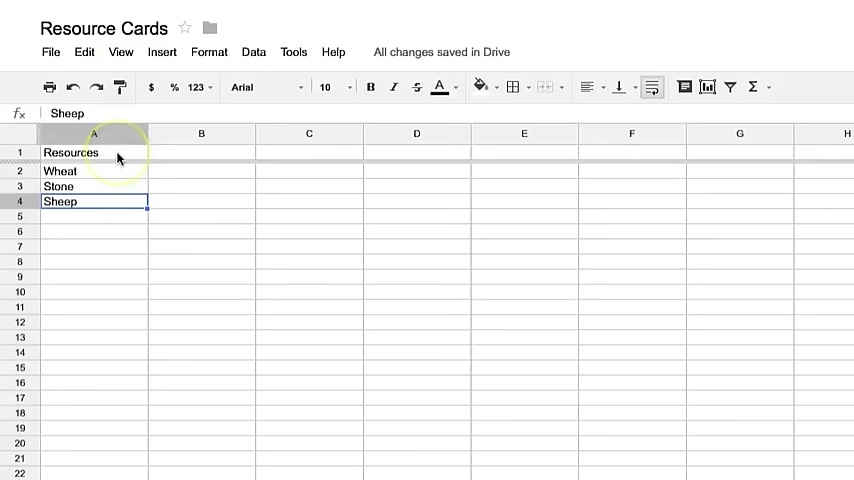 Resource Cards
File Edit View Insert Format Data Tools Help All changes saved in Drive
$ % 123 Arial 10 B I S A Σ
fx Sheep
A B C D E F G H
1 Resources
2 Wheat
3 Stone
4 Sheep
5
6
7
8
9
10
11
12
13
14
15
16
17
18
19
20
21
22